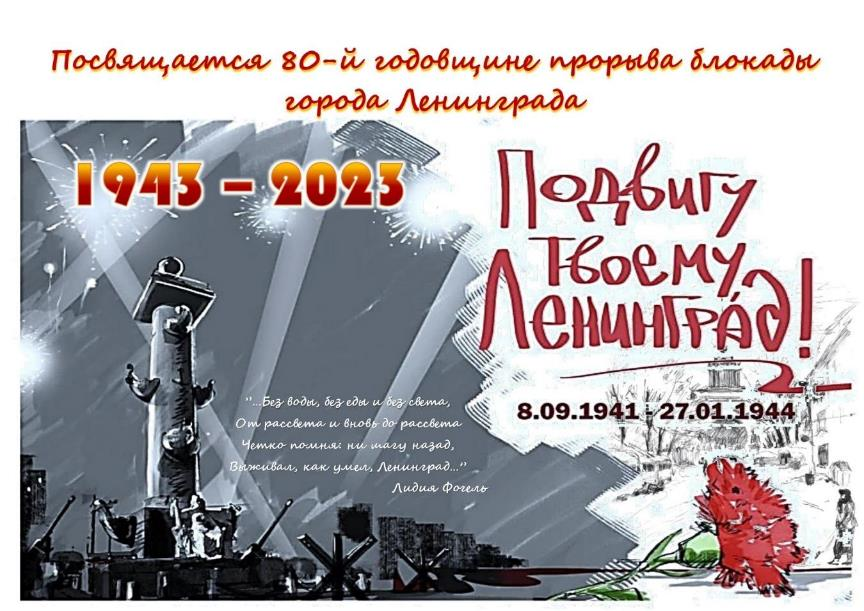 Посвящается 80-й годовщине прорыва блокады
города Ленинграда
1943 – 2023
Подвигу
твоему
Ленинград!
"...Без воды, без еды и без света,
От рассвета и вновь до рассвета
Четко помня: ни шагу назад,
Выживал, как умел, Ленинград..."
Лидия Фогель
8.09.1941 - 27.01.1944